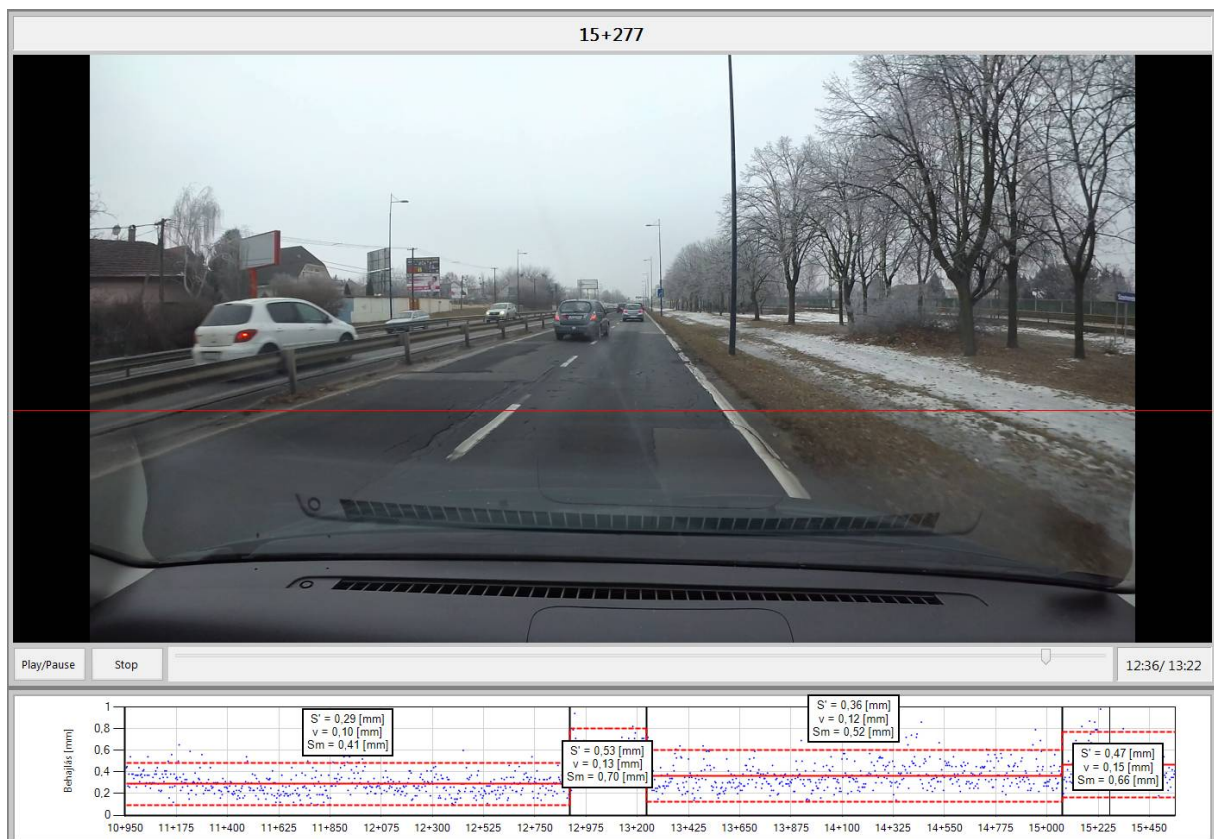 15+277
Play/Pause
Stop
12:36/ 13:22
Behajlás [mm]
1
0,8
0,6
0,4
0,2
0
S' = 0,29 [mm]
v = 0,10 [mm]
Sm = 0,41 [mm]
S' = 0,53 [mm]
v = 0,13 [mm]
Sm = 0,70 [mm]
S' = 0,36 [mm]
v = 0,12 [mm]
Sm = 0,52 [mm]
S' = 0,47 [mm]
v = 0,15 [mm]
Sm = 0,66 [mm]
10+950 11+175 11+400 11+625 11+850 12+075 12+300 12+525 12+750 12+975 13+200 13+425 13+650 13+875 14+100 14+325 14+550 14+775 15+000 15+225 15+450